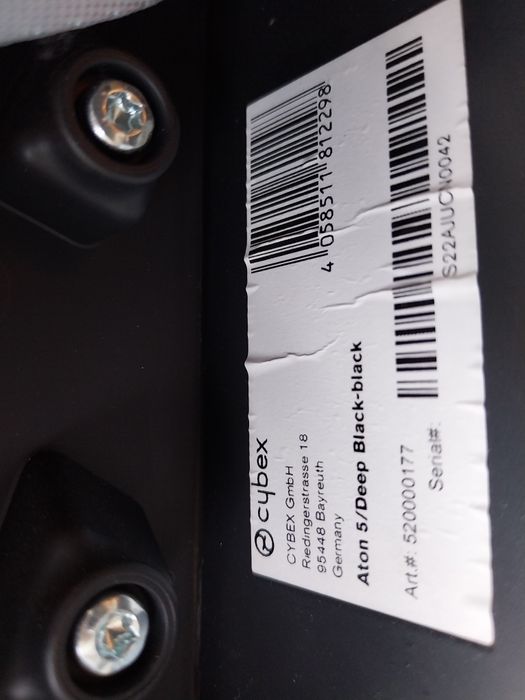 cybex
CYBEX GmbH
Riedingerstrasse 18
95448 Bayreuth
Germany
Aton 5/Deep Black-black
Art.#: 520000177
Serial#:
4 058511 812298